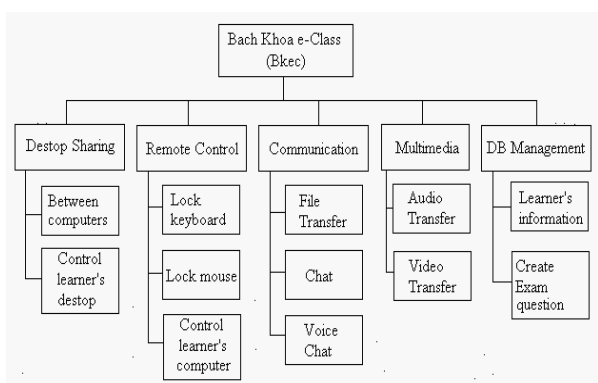 Bach Khoa e-Class
(Bkec)
Destop Sharing
Remote Control
Communication
Multimedia
DB Management
Between
computers
Control
learner's
destop
Lock
keyboard
Lock mouse
Control
learner's
computer
File
Transfer
Chat
Voice
Chat
Audio
Transfer
Video
Transfer
Learner's
information
Create
Exam
question